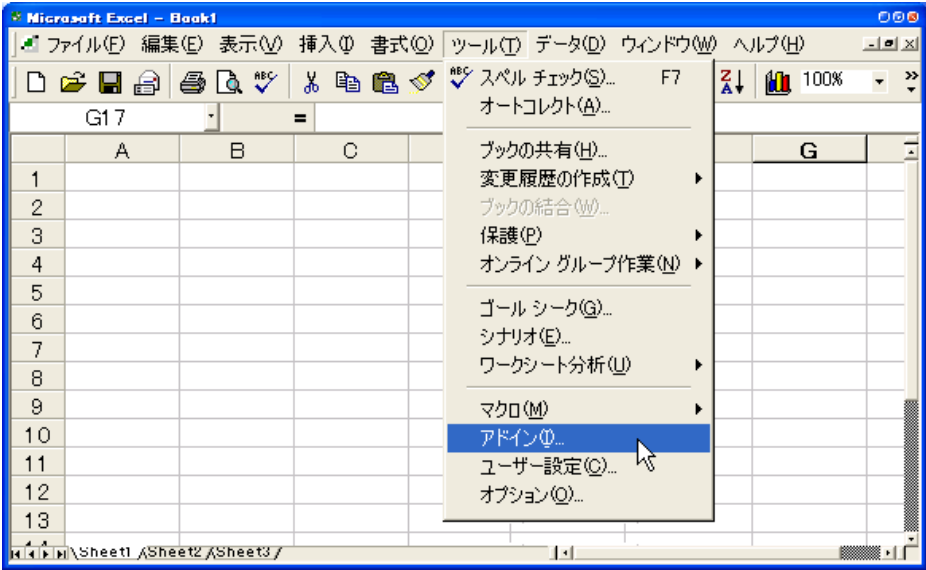 Microsoft Excel - Book1
ファイル(F) 編集(E) 表示(V) 挿入(I) 書式(O) ツール(T) データ(D) ウィンドウ(W) ヘルプ(H)
ABC スペル チェック(S)... F7
100%
オートコレクト(A)...
G17 =
ブックの共有(H)...
変更履歴の作成(T)
ブックの結合(W)...
保護(P)
オンライン グループ作業(N)
ゴール シーク(G)...
シナリオ(E)...
ワークシート分析(U)
マクロ(M)
アドイン(I)...
ユーザー設定(C)...
オプション(O)...
A B C G
1
2
3
4
5
6
7
8
9
10
11
12
13
Sheet1 Sheet2 Sheet3